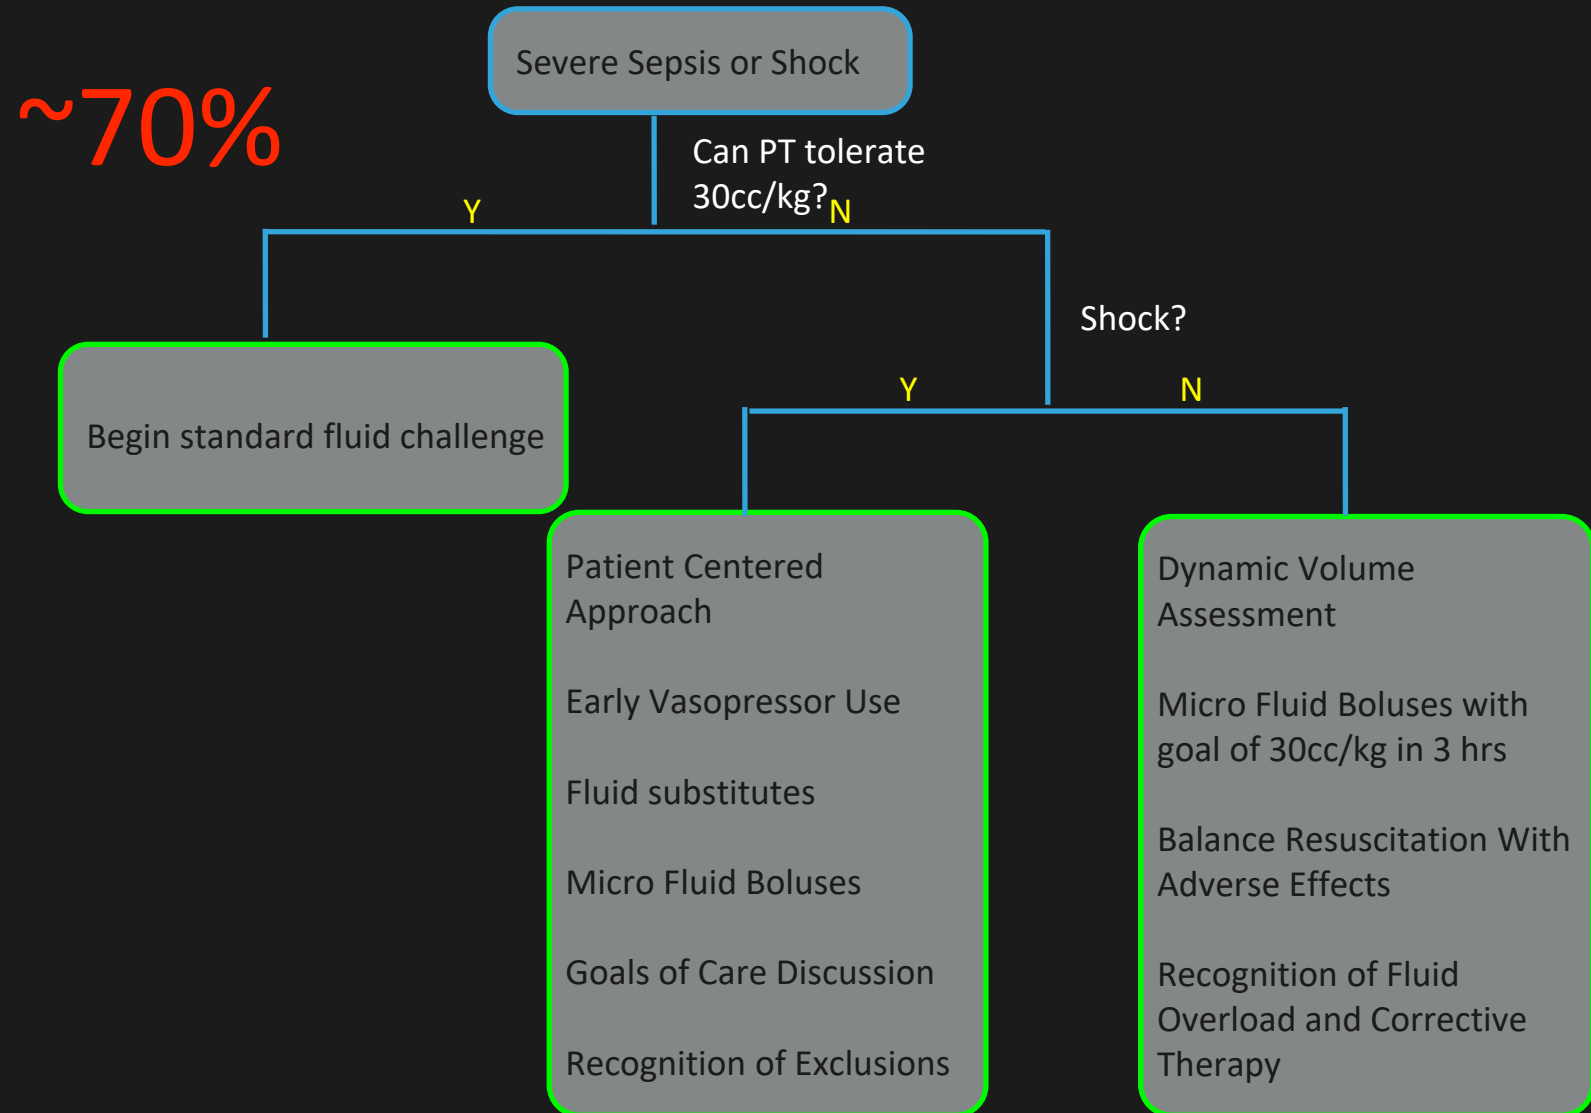 ~70%
Severe Sepsis or Shock
Can PT tolerate
30cc/kg?
Y
N
Shock?
Y
N
Begin standard fluid challenge
Patient Centered
Approach
Early Vasopressor Use
Fluid substitutes
Micro Fluid Boluses
Goals of Care Discussion
Recognition of Exclusions
Dynamic Volume
Assessment
Micro Fluid Boluses with
goal of 30cc/kg in 3 hrs
Balance Resuscitation With
Adverse Effects
Recognition of Fluid
Overload and Corrective
Therapy